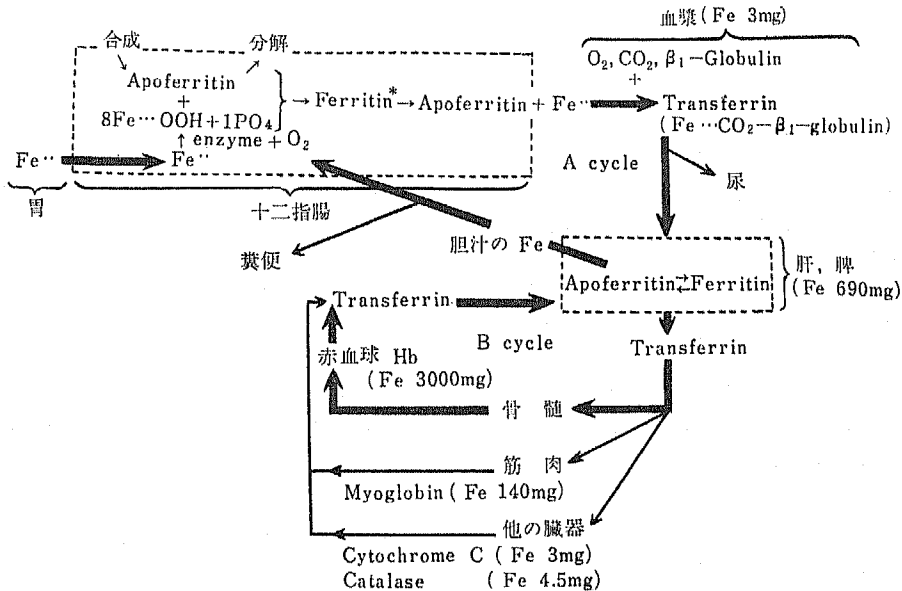 血漿 (Fe 3mg)
合成 分解
O₂, CO₂, β₁-Globulin
+
Apoferritin
+
8Fe⋯OOH+1PO₄
→Ferritin*→Apoferritin + Fe⋅⋅
Transferrin
(Fe⋯CO₂-β₁-globulin)
↑ enzyme + O₂
Fe⋅⋅
Fe⋅⋅
A cycle
尿
胃
十二指腸
胆汁の Fe
糞便
Apoferritin⇄Ferritin
肝, 脾
(Fe 690mg)
Transferrin
B cycle
Transferrin
赤血球 Hb
(Fe 3000mg)
骨髄
筋肉
Myoglobin (Fe 140mg)
他の臓器
Cytochrome C (Fe 3mg)
Catalase (Fe 4.5mg)